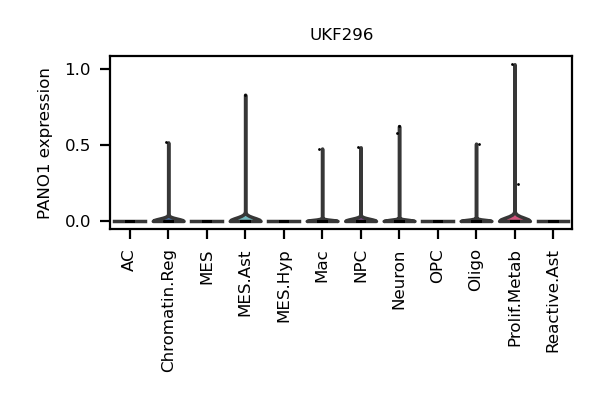 UKF296
PANO1 expression
1.0
0.5
0.0
AC
Chromatin.Reg
MES
MES.Ast
MES.Hyp
Mac
NPC
Neuron
OPC
Oligo
Prolif.Metab
Reactive.Ast